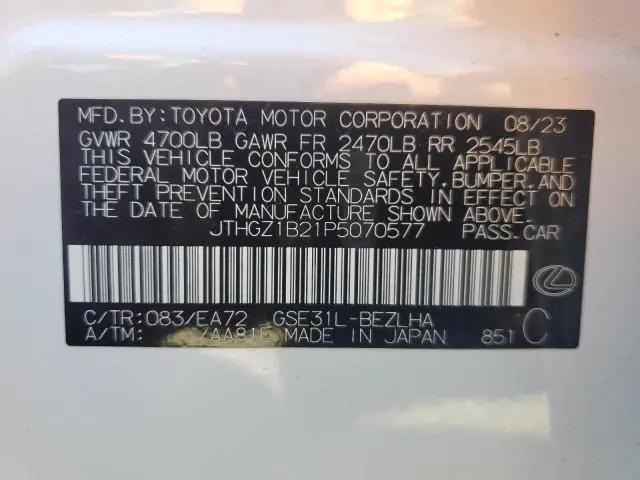 MFD. BY: TOYOTA MOTOR CORPORATION 08/23
GVWR 4700LB GAWR FR 2470LB RR 2545LB
THIS VEHICLE CONFORMS TO ALL APPLICABLE
FEDERAL MOTOR VEHICLE SAFETY, BUMPER, AND
THEFT PREVENTION STANDARDS IN EFFECT ON
THE DATE OF MANUFACTURE SHOWN ABOVE.
JTHGZ1B21P5070577 PASS. CAR
C/TR: 083/EA72 GSE31L-BEZLHA
A/TM: /AA81E MADE IN JAPAN 851 C